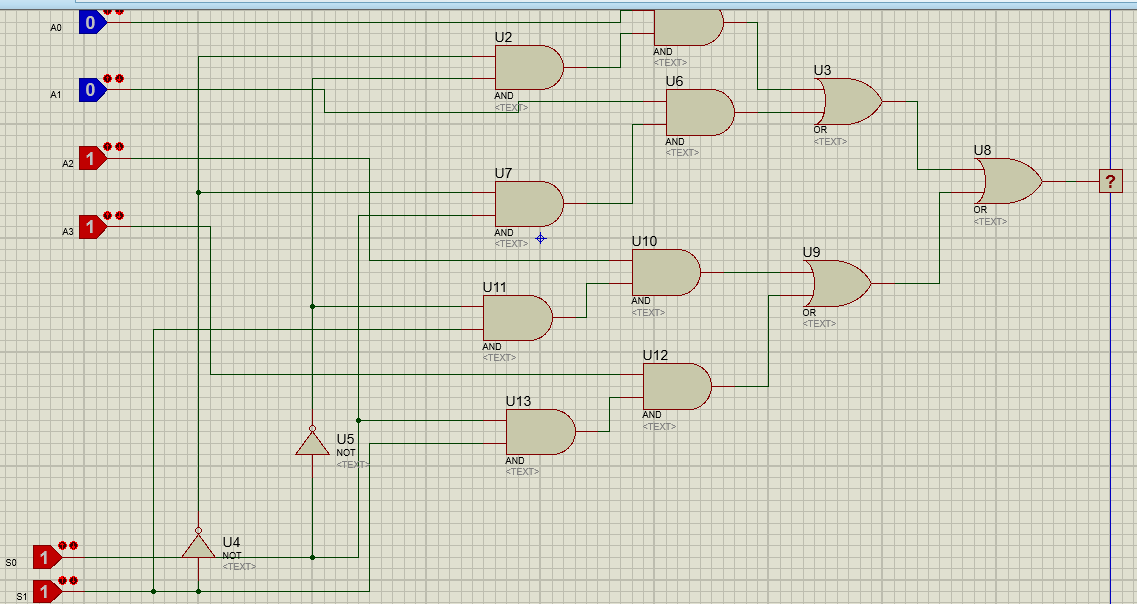 A0
0
AND
<TEXT>
U2
AND
<TEXT>
U3
OR
<TEXT>
A1
0
U6
AND
<TEXT>
A2
1
U8
OR
<TEXT>
?
U7
AND
<TEXT>
A3
1
U10
AND
<TEXT>
U9
OR
<TEXT>
U11
AND
<TEXT>
U12
AND
<TEXT>
U13
AND
<TEXT>
U5
NOT
<TEXT>
U4
NOT
<TEXT>
S0
1
S1
1